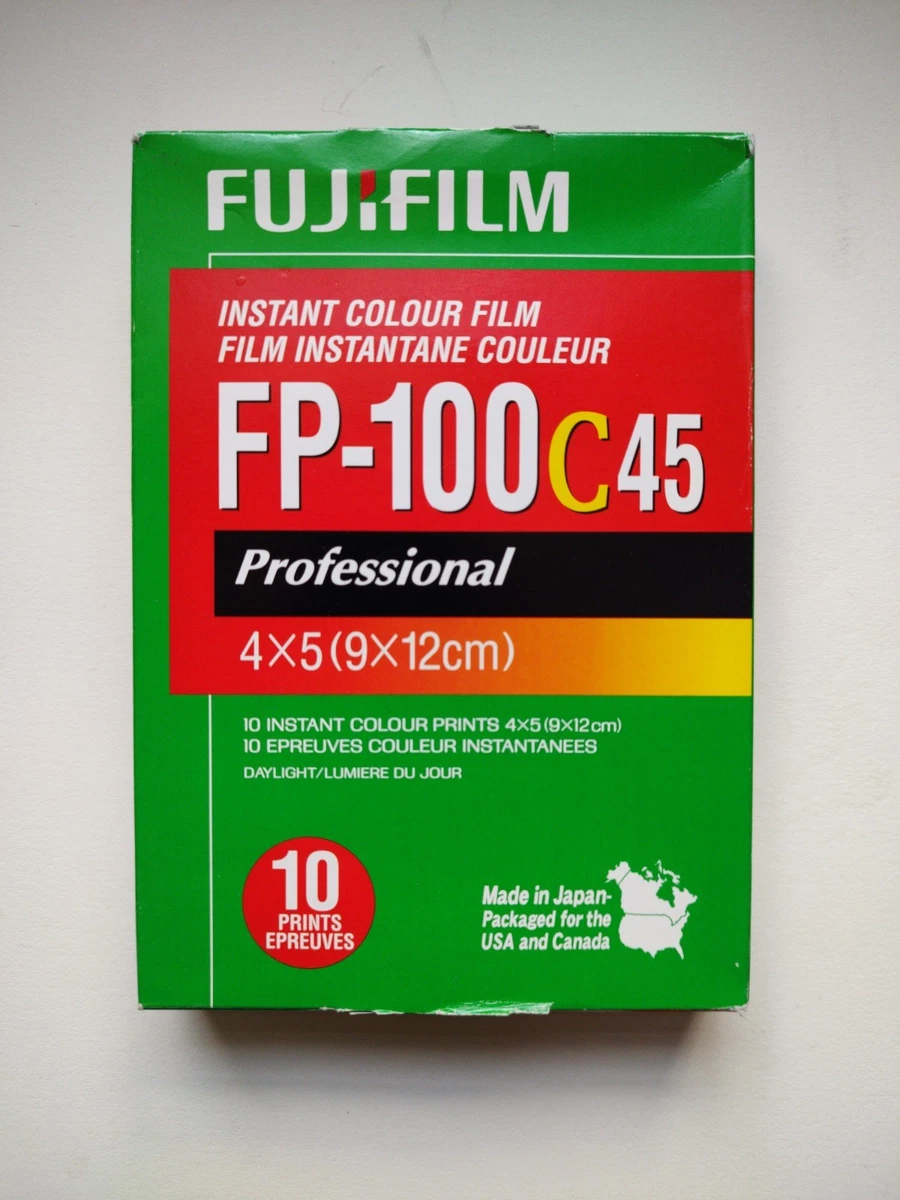 FUJIFILM
INSTANT COLOUR FILM
FILM INSTANTANE COULEUR
FP-100C45
Professional
4×5(9×12cm)
10 INSTANT COLOUR PRINTS 4×5(9×12cm)
10 EPREUVES COULEUR INSTANTANEES
DAYLIGHT/LUMIERE DU JOUR
10
PRINTS
EPREUVES
Made in Japan-
Packaged for the
USA and Canada